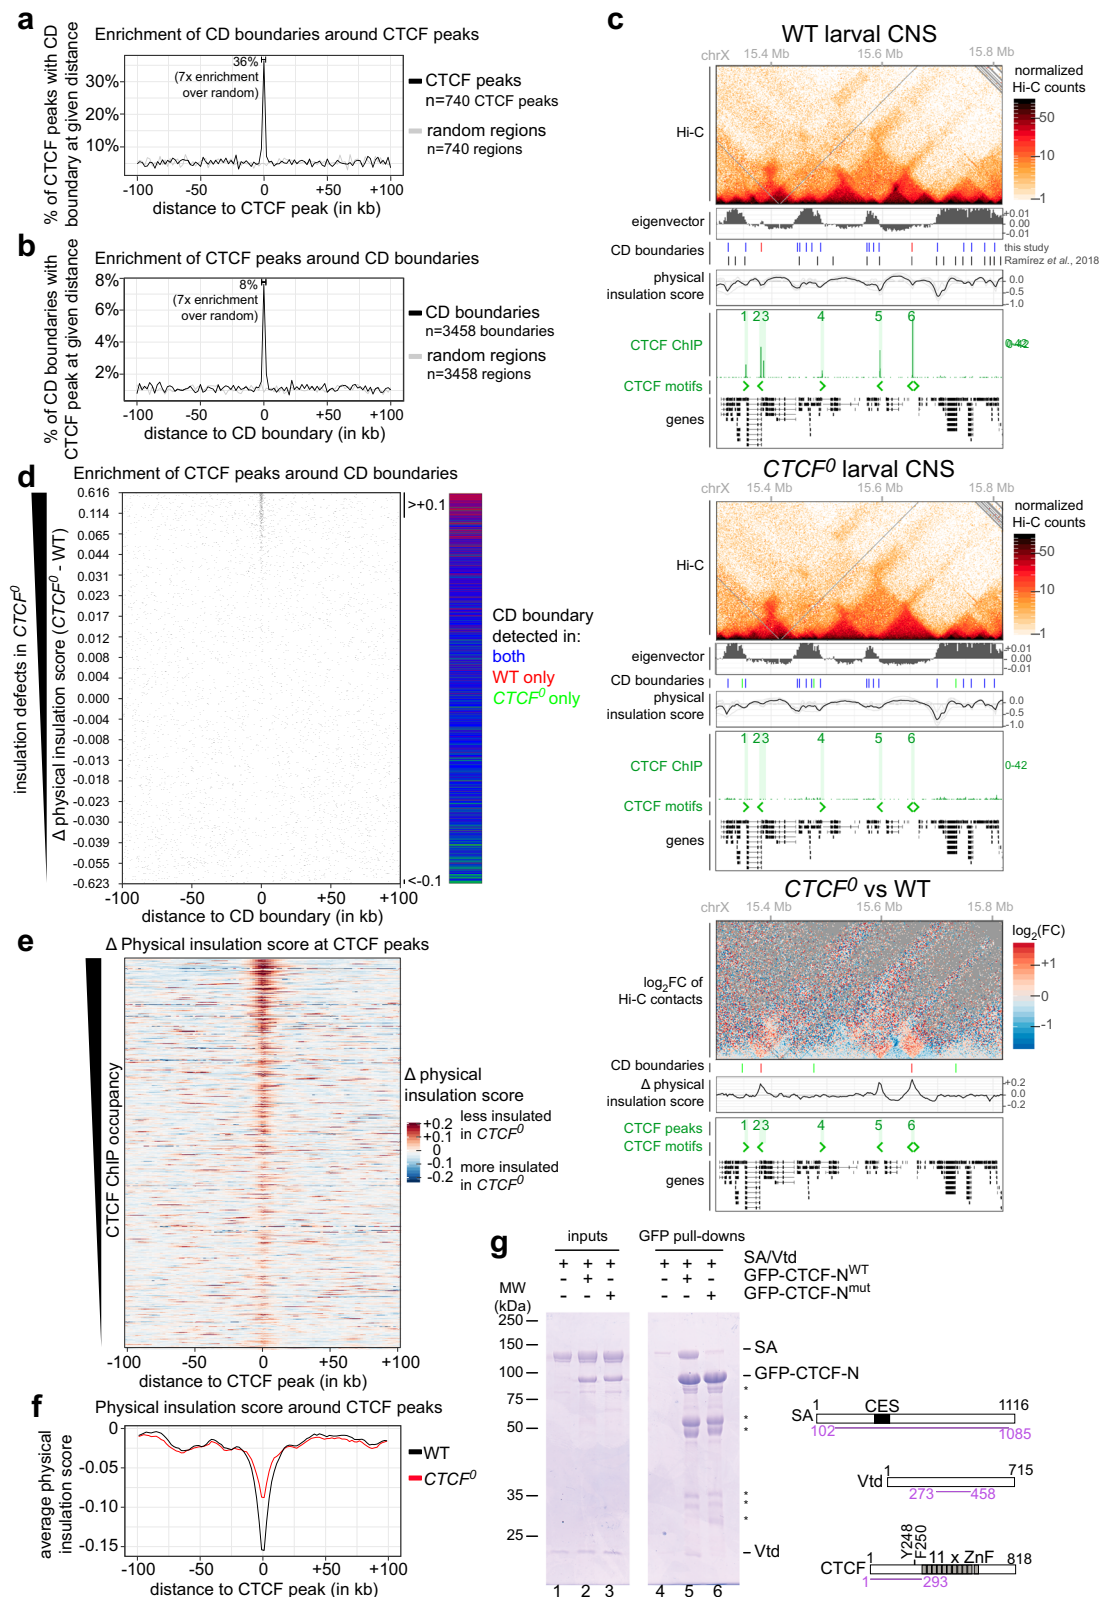 a
Enrichment of CD boundaries around CTCF peaks
% of CTCF peaks with CD
boundary at given distance
30%
20%
10%
36%
(7x enrichment
over random)
CTCF peaks
n=740 CTCF peaks
random regions
n=740 regions
-100 -50 0 +50 +100
distance to CTCF peak (in kb)
b
Enrichment of CTCF peaks around CD boundaries
% of CD boundaries with
CTCF peak at given distance
8%
6%
4%
2%
8%
(7x enrichment
over random)
CD boundaries
n=3458 boundaries
random regions
n=3458 regions
-100 -50 0 +50 +100
distance to CD boundary (in kb)
c
WT larval CNS
chrX 15.4 Mb 15.6 Mb 15.8 Mb
Hi-C
normalized
Hi-C counts
50
10
1
eigenvector
+0.01
-0.00
-0.01
CD boundaries
this study
Ramírez et al., 2018
physical
insulation score
0.0
-0.5
-1.0
CTCF ChIP
1 2 3 4 5 6
0-42
CTCF motifs
genes
CTCF0 larval CNS
chrX 15.4 Mb 15.6 Mb 15.8 Mb
Hi-C
normalized
Hi-C counts
50
10
1
eigenvector
+0.01
0.00
-0.01
CD boundaries
physical
insulation score
0.0
-0.5
-1.0
CTCF ChIP
1 2 3 4 5 6
0-42
CTCF motifs
genes
CTCF0 vs WT
chrX 15.4 Mb 15.6 Mb 15.8 Mb
log2FC of
Hi-C contacts
log2(FC)
+1
0
-1
CD boundaries
Δ physical
insulation score
+0.2
0.0
-0.2
CTCF peaks
1 2 3 4 5 6
CTCF motifs
genes
d
Enrichment of CTCF peaks around CD boundaries
insulation defects in CTCF0
Δ physical insulation score (CTCF0 - WT)
0.616
0.114
0.065
0.044
0.031
0.023
0.017
0.012
0.008
0.004
0.000
-0.004
-0.008
-0.013
-0.018
-0.023
-0.030
-0.039
-0.055
-0.623
>+0.1
<-0.1
CD boundary
detected in:
both
WT only
CTCF0 only
-100 -50 0 +50 +100
distance to CD boundary (in kb)
e
Δ Physical insulation score at CTCF peaks
CTCF ChIP occupancy
Δ physical
insulation score
+0.2
+0.1
0
-0.1
-0.2
less insulated
in CTCF0
more insulated
in CTCF0
-100 -50 0 +50 +100
distance to CTCF peak (in kb)
f
Physical insulation score around CTCF peaks
average physical
insulation score
0
-0.05
-0.10
-0.15
WT
CTCF0
-100 -50 0 +50 +100
distance to CTCF peak (in kb)
g
inputs GFP pull-downs
+ + + + + + SA/Vtd
- + - - + - GFP-CTCF-NWT
- - + - - + GFP-CTCF-Nmut
MW
(kDa)
250
150
100
75
50
35
25
SA
GFP-CTCF-N
*
*
*
*
*
*
Vtd
1 2 3 4 5 6
1 CES 1116
SA
102 1085
1 715
Vtd
273 458
Y248
F250
1 11 x ZnF 818
CTCF
1 293